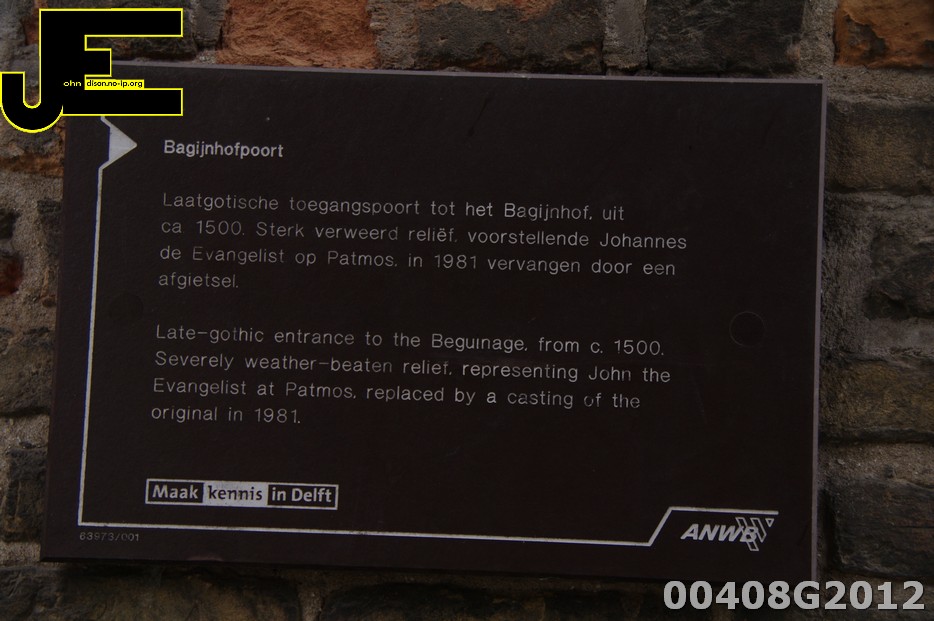 JE
ohn dison.no-ip.org
Bagijnhofpoort
Laatgotische toegangspoort tot het Bagijnhof, uit
ca 1500. Sterk verweerd reliëf, voorstellende Johannes
de Evangelist op Patmos, in 1981 vervangen door een
afgietsel.
Late-gothic entrance to the Beguinage, from c. 1500.
Severely weather-beaten relief, representing John the
Evangelist at Patmos, replaced by a casting of the
original in 1981.
Maak kennis in Delft
63973/001
ANWB
00408G2012